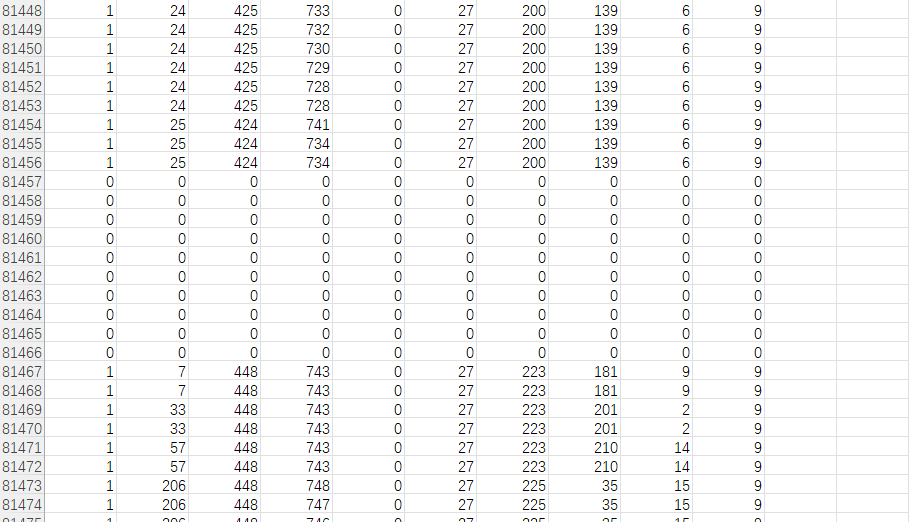 81448 1 24 425 733 0 27 200 139 6 9
81449 1 24 425 732 0 27 200 139 6 9
81450 1 24 425 730 0 27 200 139 6 9
81451 1 24 425 729 0 27 200 139 6 9
81452 1 24 425 728 0 27 200 139 6 9
81453 1 24 425 728 0 27 200 139 6 9
81454 1 25 424 741 0 27 200 139 6 9
81455 1 25 424 734 0 27 200 139 6 9
81456 1 25 424 734 0 27 200 139 6 9
81457 0 0 0 0 0 0 0 0 0 0
81458 0 0 0 0 0 0 0 0 0 0
81459 0 0 0 0 0 0 0 0 0 0
81460 0 0 0 0 0 0 0 0 0 0
81461 0 0 0 0 0 0 0 0 0 0
81462 0 0 0 0 0 0 0 0 0 0
81463 0 0 0 0 0 0 0 0 0 0
81464 0 0 0 0 0 0 0 0 0 0
81465 0 0 0 0 0 0 0 0 0 0
81466 0 0 0 0 0 0 0 0 0 0
81467 1 7 448 743 0 27 223 181 9 9
81468 1 7 448 743 0 27 223 181 9 9
81469 1 33 448 743 0 27 223 201 2 9
81470 1 33 448 743 0 27 223 201 2 9
81471 1 57 448 743 0 27 223 210 14 9
81472 1 57 448 743 0 27 223 210 14 9
81473 1 206 448 748 0 27 225 35 15 9
81474 1 206 448 747 0 27 225 35 15 9